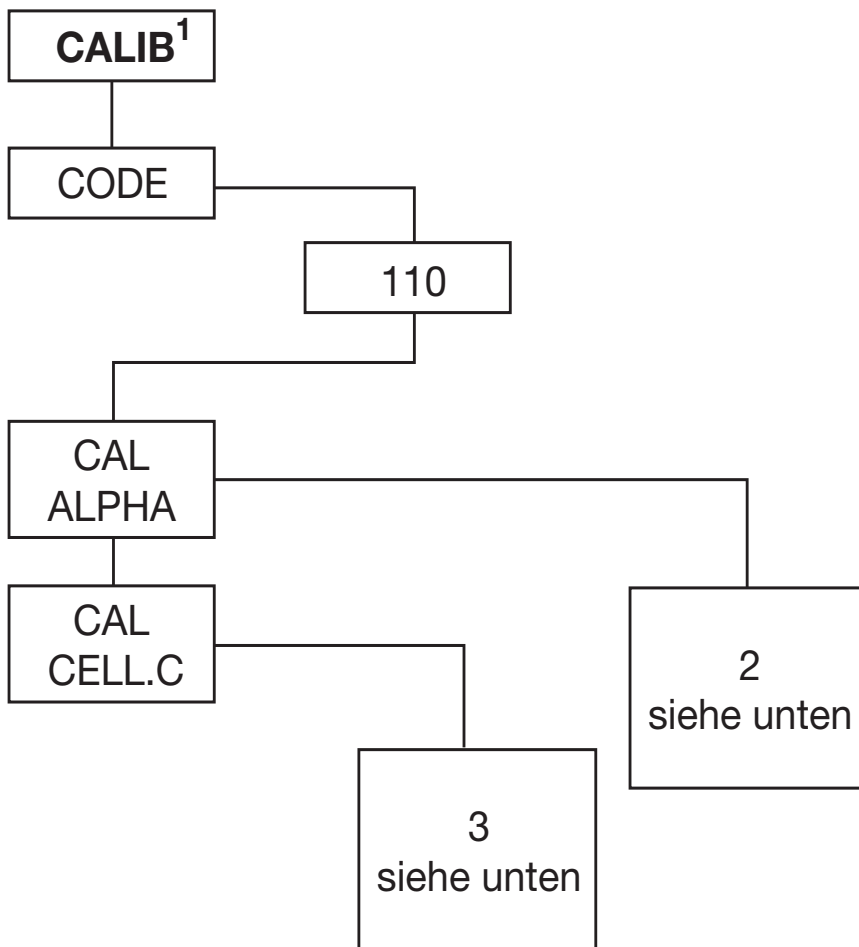 CALIB¹
CODE
110
CAL
ALPHA
CAL
CELL.C
2
siehe unten
3
siehe unten